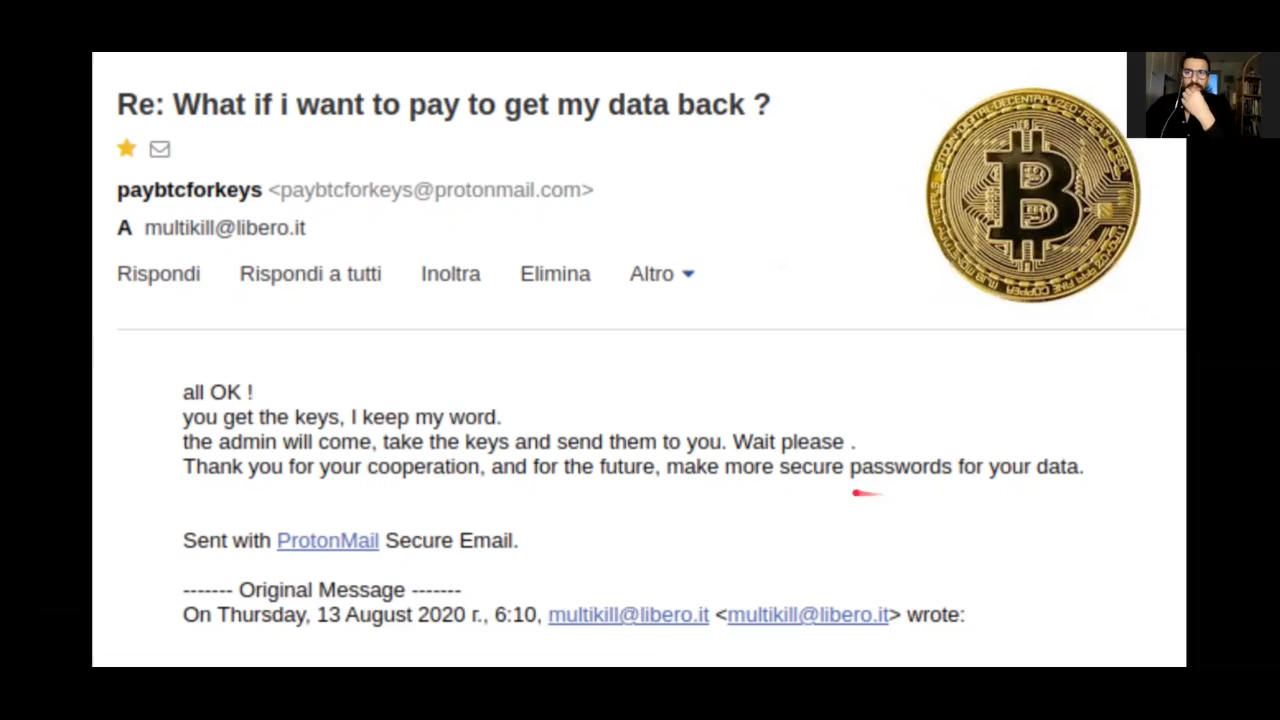 Re: What if i want to pay to get my data back ?
paybtcforkeys <paybtcforkeys@protonmail.com>
A multikill@libero.it
Rispondi Rispondi a tutti Inoltra Elimina Altro
all OK !
you get the keys, I keep my word.
the admin will come, take the keys and send them to you. Wait please .
Thank you for your cooperation, and for the future, make more secure passwords for your data.
Sent with ProtonMail Secure Email.
------- Original Message -------
On Thursday, 13 August 2020 г., 6:10, multikill@libero.it <multikill@libero.it> wrote: